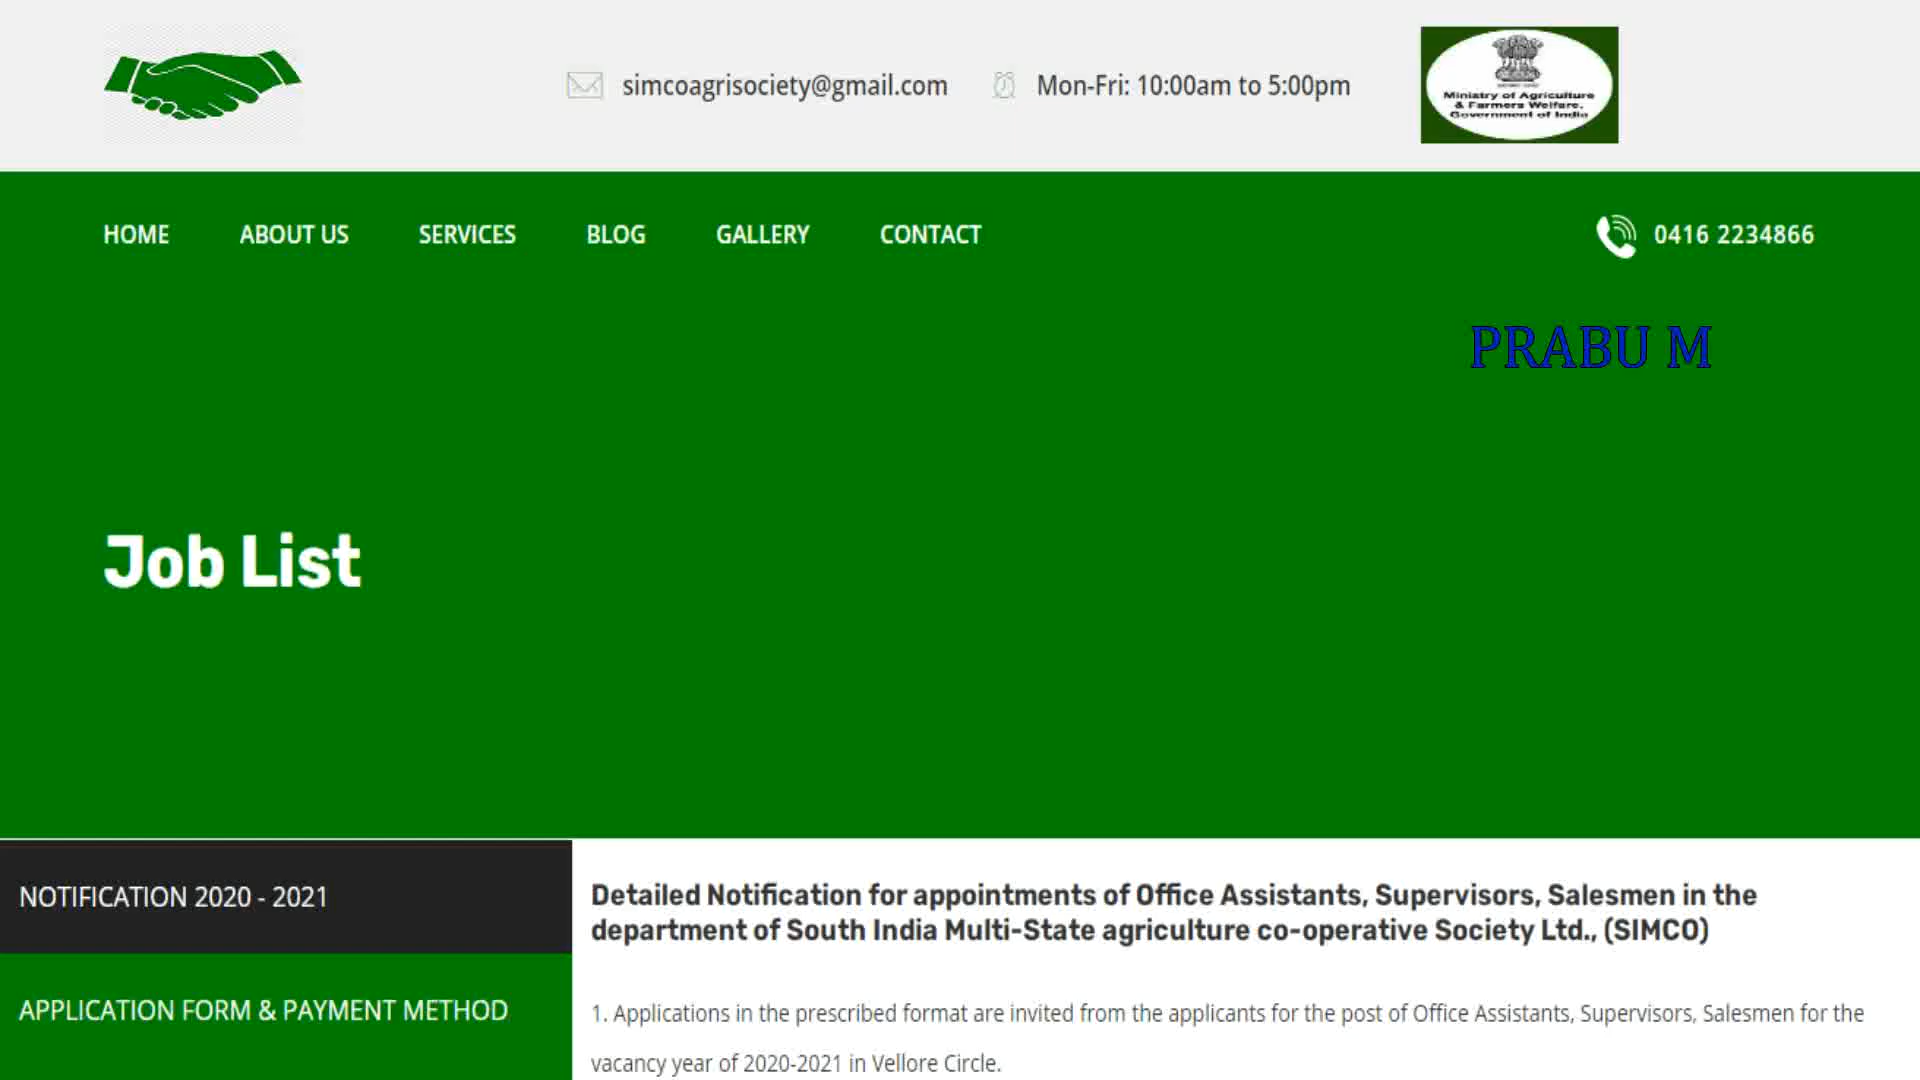 simcoagrisociety@gmail.com
Mon-Fri: 10:00am to 5:00pm
Ministry of Agriculture
& Farmers Welfare.
Government of India
HOME ABOUT US SERVICES BLOG GALLERY CONTACT 0416 2234866
PRABU M
Job List
NOTIFICATION 2020 - 2021
APPLICATION FORM & PAYMENT METHOD
Detailed Notification for appointments of Office Assistants, Supervisors, Salesmen in the
department of South India Multi-State agriculture co-operative Society Ltd., (SIMCO)
1. Applications in the prescribed format are invited from the applicants for the post of Office Assistants, Supervisors, Salesmen for the
vacancy year of 2020-2021 in Vellore Circle.